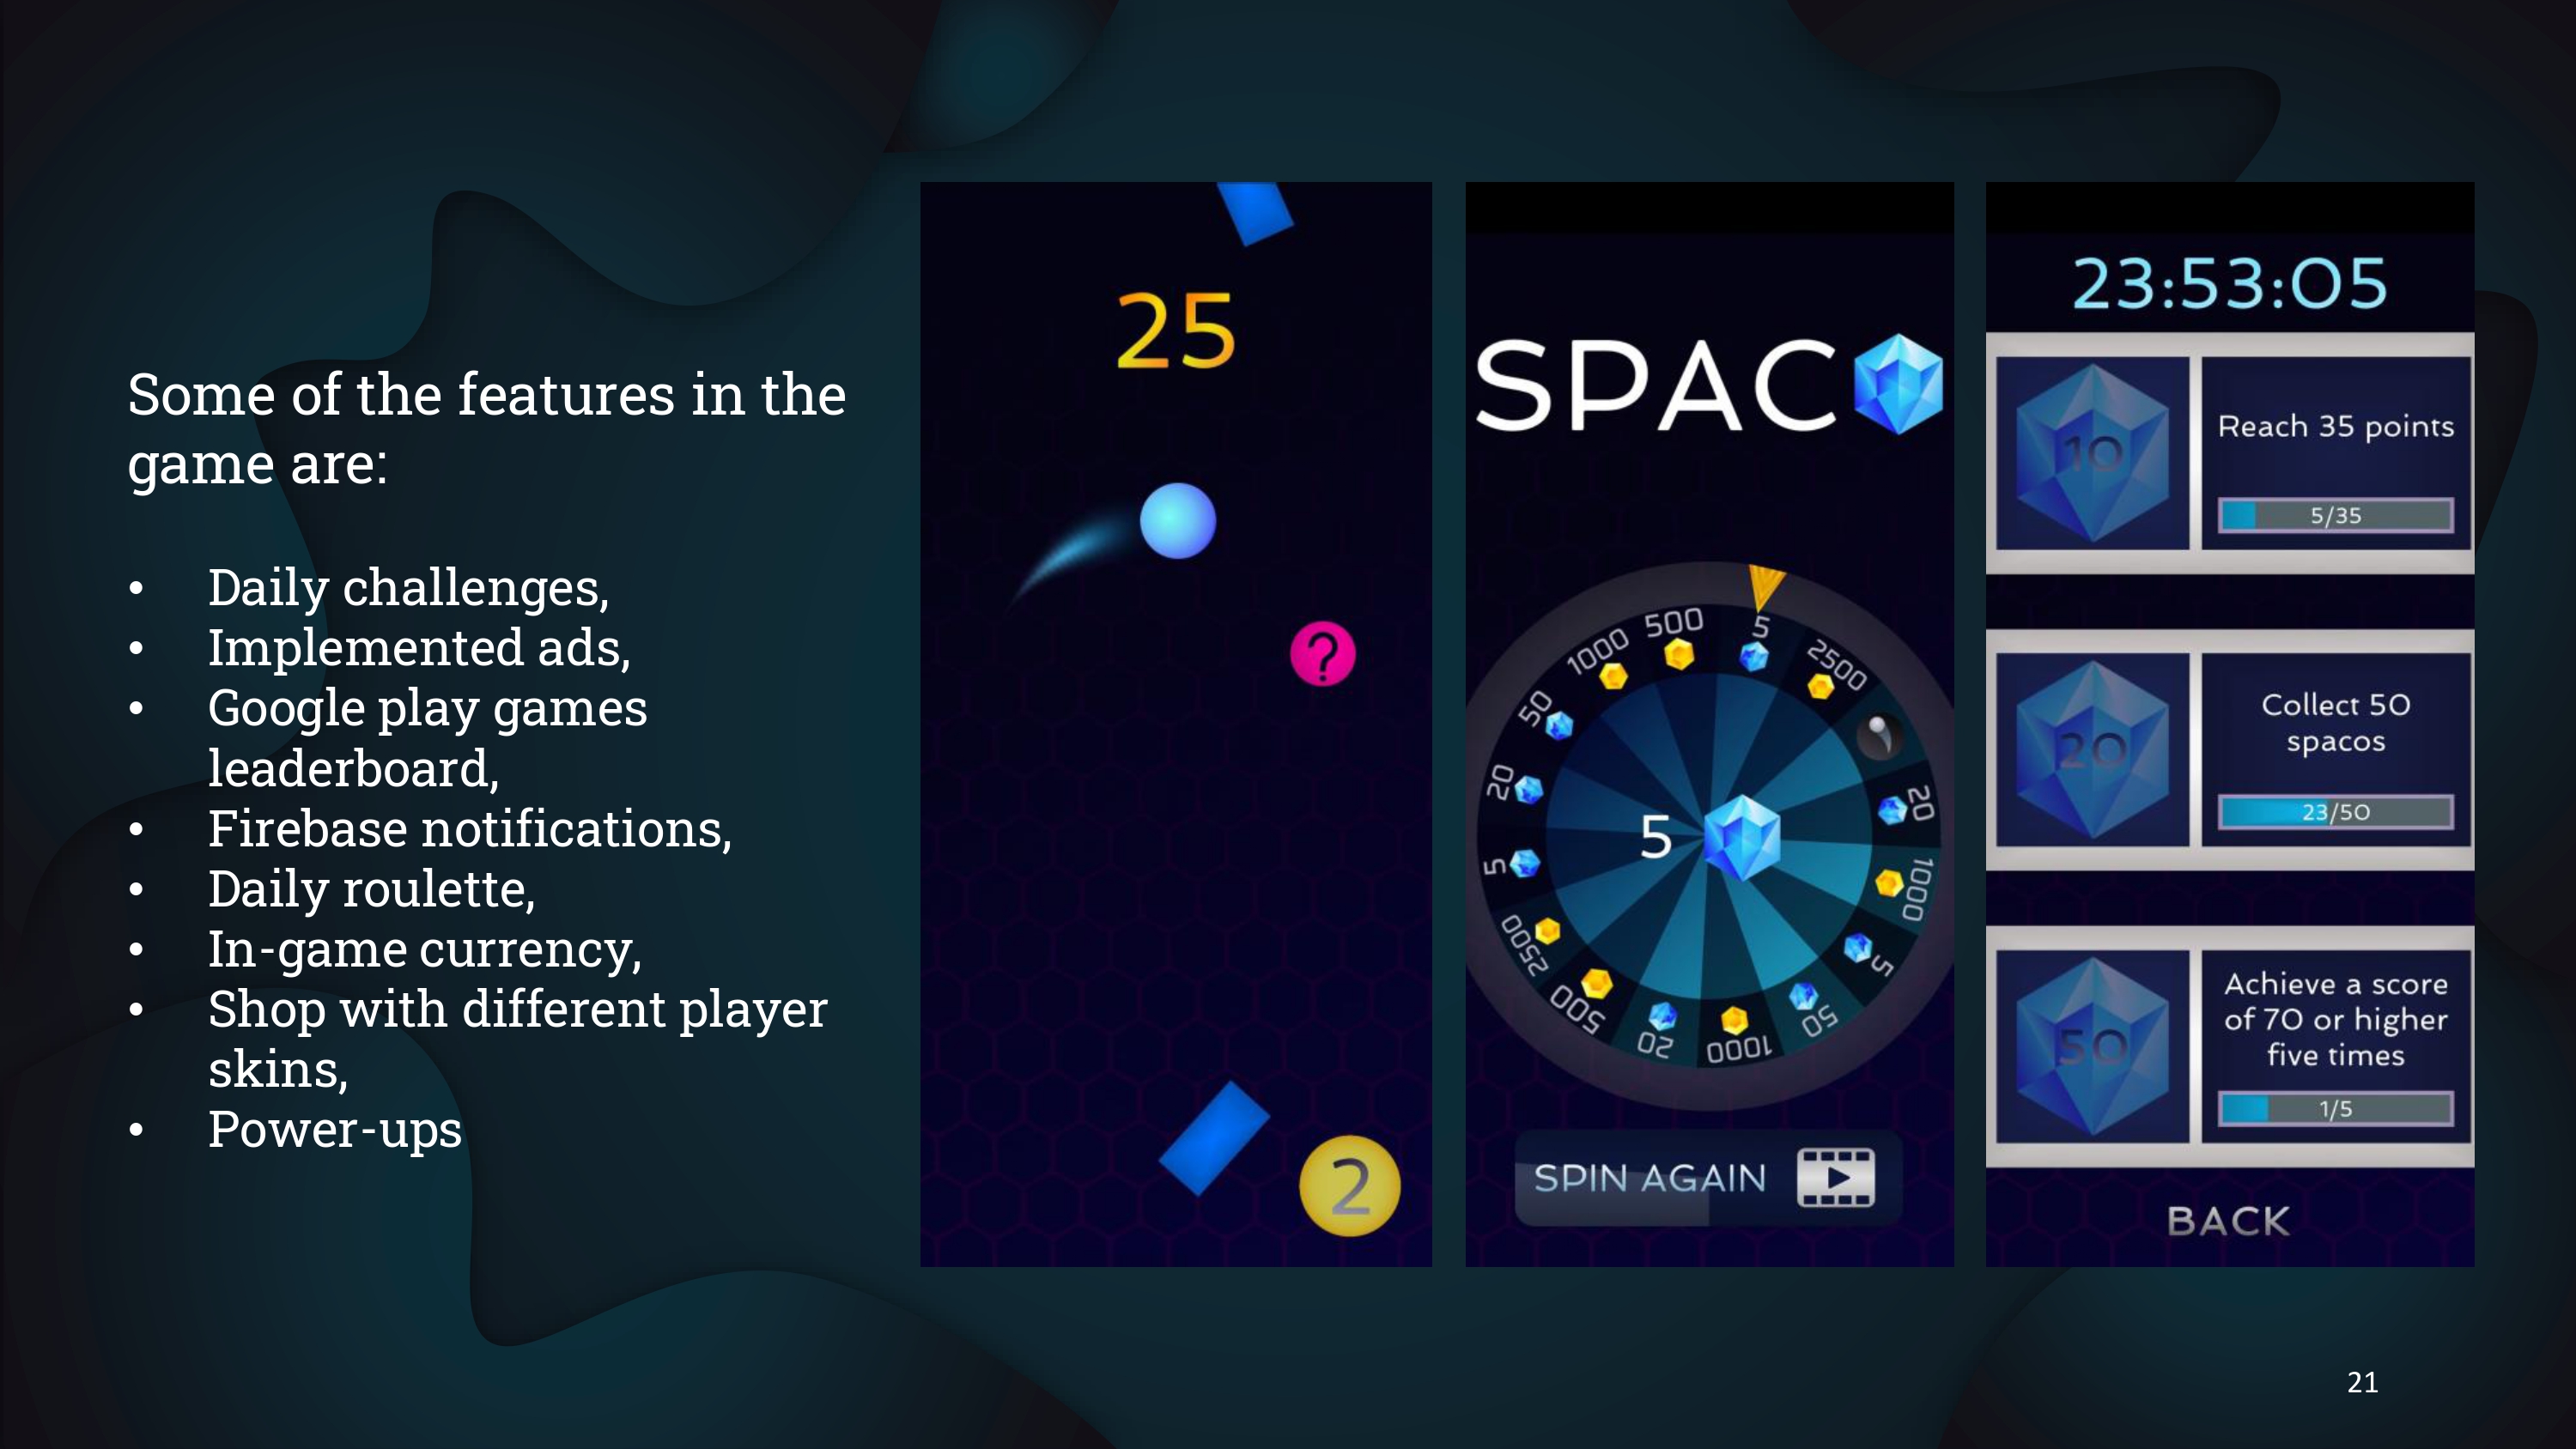 Some of the features in the
game are:
• Daily challenges,
• Implemented ads,
• Google play games
leaderboard,
• Firebase notifications,
• Daily roulette,
• In-game currency,
• Shop with different player
skins,
• Power-ups
25
?
2
SPAC
500
5
2500
20
1000
5
50
1000
20
500
2500
5
20
50
1000
5
SPIN AGAIN
23:53:05
10
Reach 35 points
5/35
20
Collect 50
spacos
23/50
50
Achieve a score
of 70 or higher
five times
1/5
BACK
21